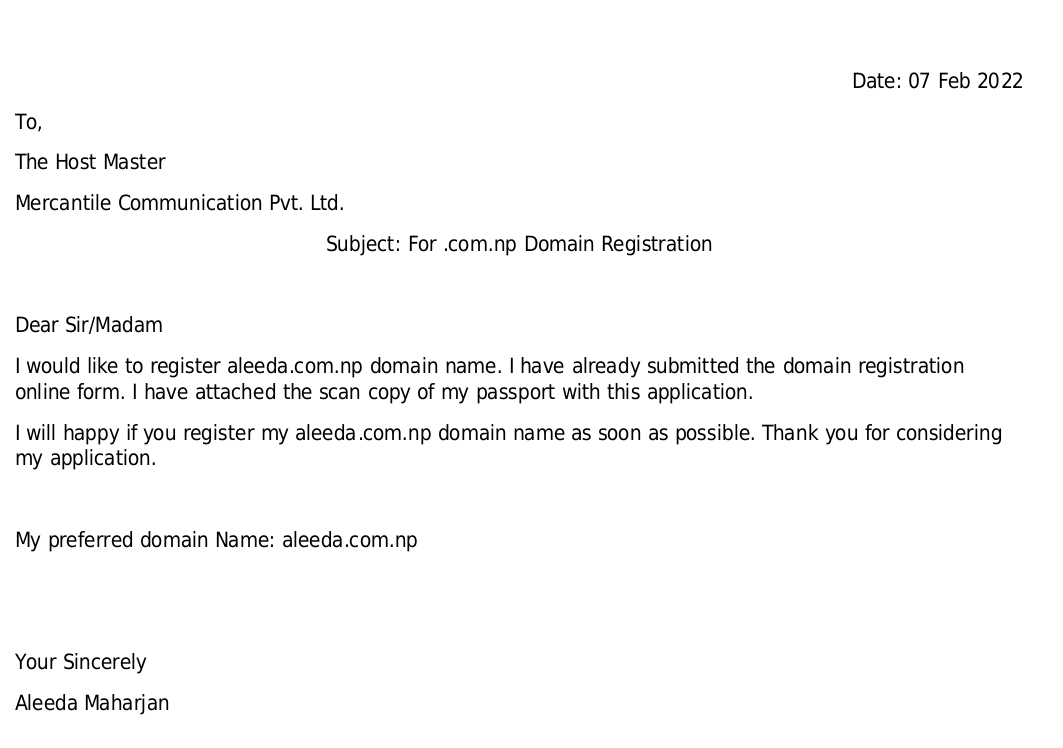 Date: 07 Feb 2022
To,
The Host Master
Mercantile Communication Pvt. Ltd.
Subject: For .com.np Domain Registration
Dear Sir/Madam
I would like to register aleeda.com.np domain name. I have already submitted the domain registration
online form. I have attached the scan copy of my passport with this application.
I will happy if you register my aleeda.com.np domain name as soon as possible. Thank you for considering
my application.
My preferred domain Name: aleeda.com.np
Your Sincerely
Aleeda Maharjan